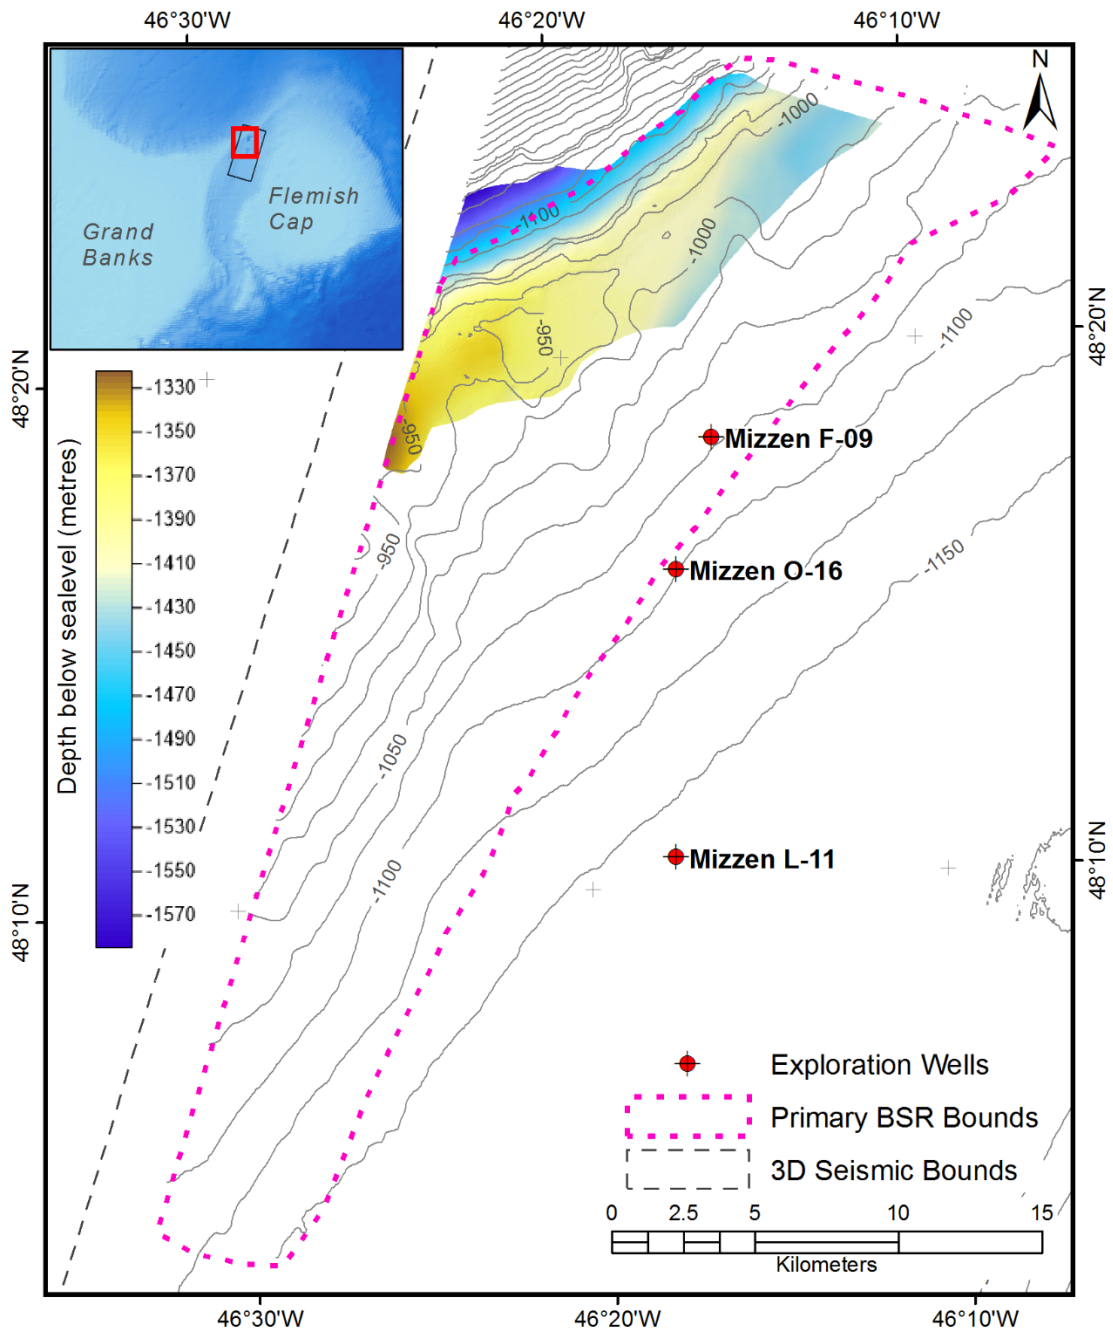 46°30'W
46°20'W
46°10'W
N
Grand
Banks
Flemish
Cap
-1000
-1100
-1000
-950
-950
-950
-1050
-1100
-1100
-1150
48°20'N
48°10'N
48°20'N
48°10'N
Depth below sealevel (metres)
-1330
-1350
-1370
-1390
-1410
-1430
-1450
-1470
-1490
-1510
-1530
-1550
-1570
Mizzen F-09
Mizzen O-16
Mizzen L-11
Exploration Wells
Primary BSR Bounds
3D Seismic Bounds
0 2.5 5 10 15
Kilometers
46°30'W
46°20'W
46°10'W